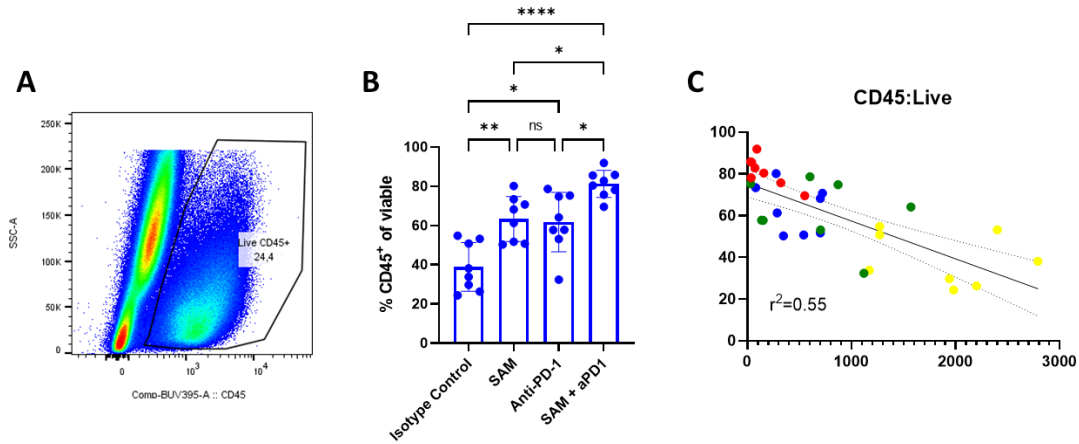 A
250K
200K
150K
100K
50K
0
SSC-A
Live CD45+
24,4
0
10³
10⁴
Comp-BUV395-A :: CD45
B
****
*
*
**
ns
*
100
80
60
40
20
0
% CD45⁺ of viable
Isotype Control
SAM
Anti-PD-1
SAM + aPD1
C
CD45:Live
100
80
60
40
20
0
r²=0.55
0
1000
2000
3000